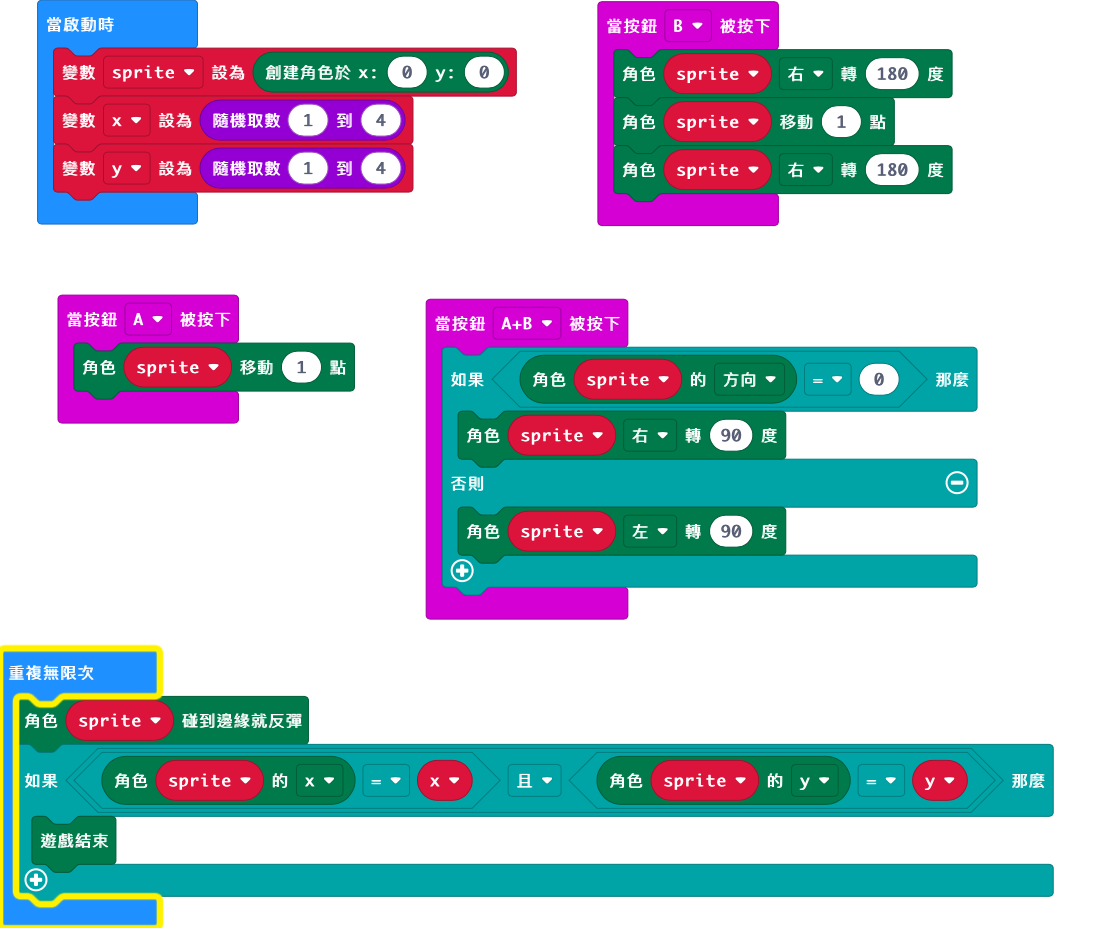 當啟動時
變數 sprite 設為 創建角色於 x: 0 y: 0
變數 x 設為 隨機取數 1 到 4
變數 y 設為 隨機取數 1 到 4
當按鈕 B 被按下
角色 sprite 右 轉 180 度
角色 sprite 移動 1 點
角色 sprite 右 轉 180 度
當按鈕 A 被按下
角色 sprite 移動 1 點
當按鈕 A+B 被按下
如果 角色 sprite 的 方向 = 0 那麼
角色 sprite 右 轉 90 度
否則
角色 sprite 左 轉 90 度
重複無限次
角色 sprite 碰到邊緣就反彈
如果 角色 sprite 的 x = x 且 角色 sprite 的 y = y 那麼
遊戲結束